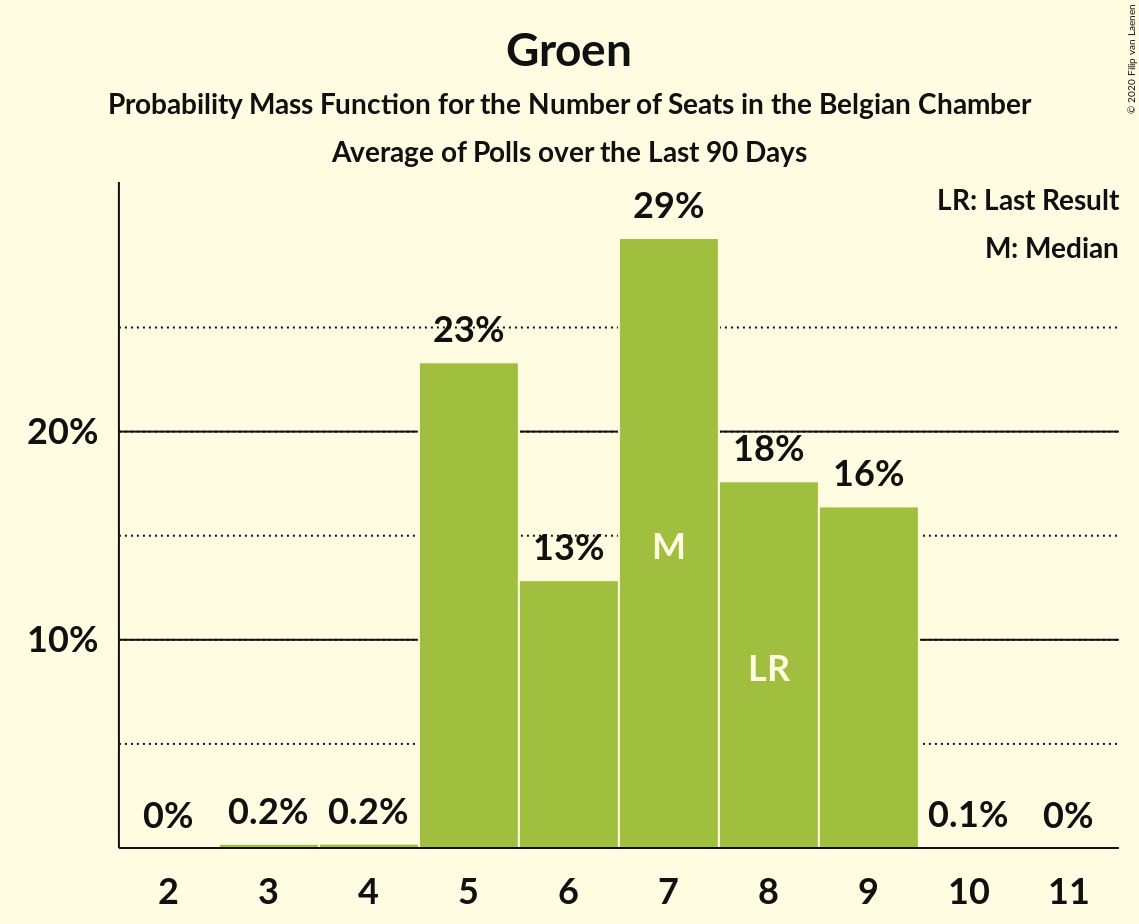 Groen
Probability Mass Function for the Number of Seats in the Belgian Chamber
Average of Polls over the Last 90 Days
© 2020 Filip van Laenen
LR: Last Result
M: Median
29%
23%
20%
18%
16%
13%
M
10%
LR
0% 0.2% 0.2% 0.1% 0%
2 3 4 5 6 7 8 9 10 11